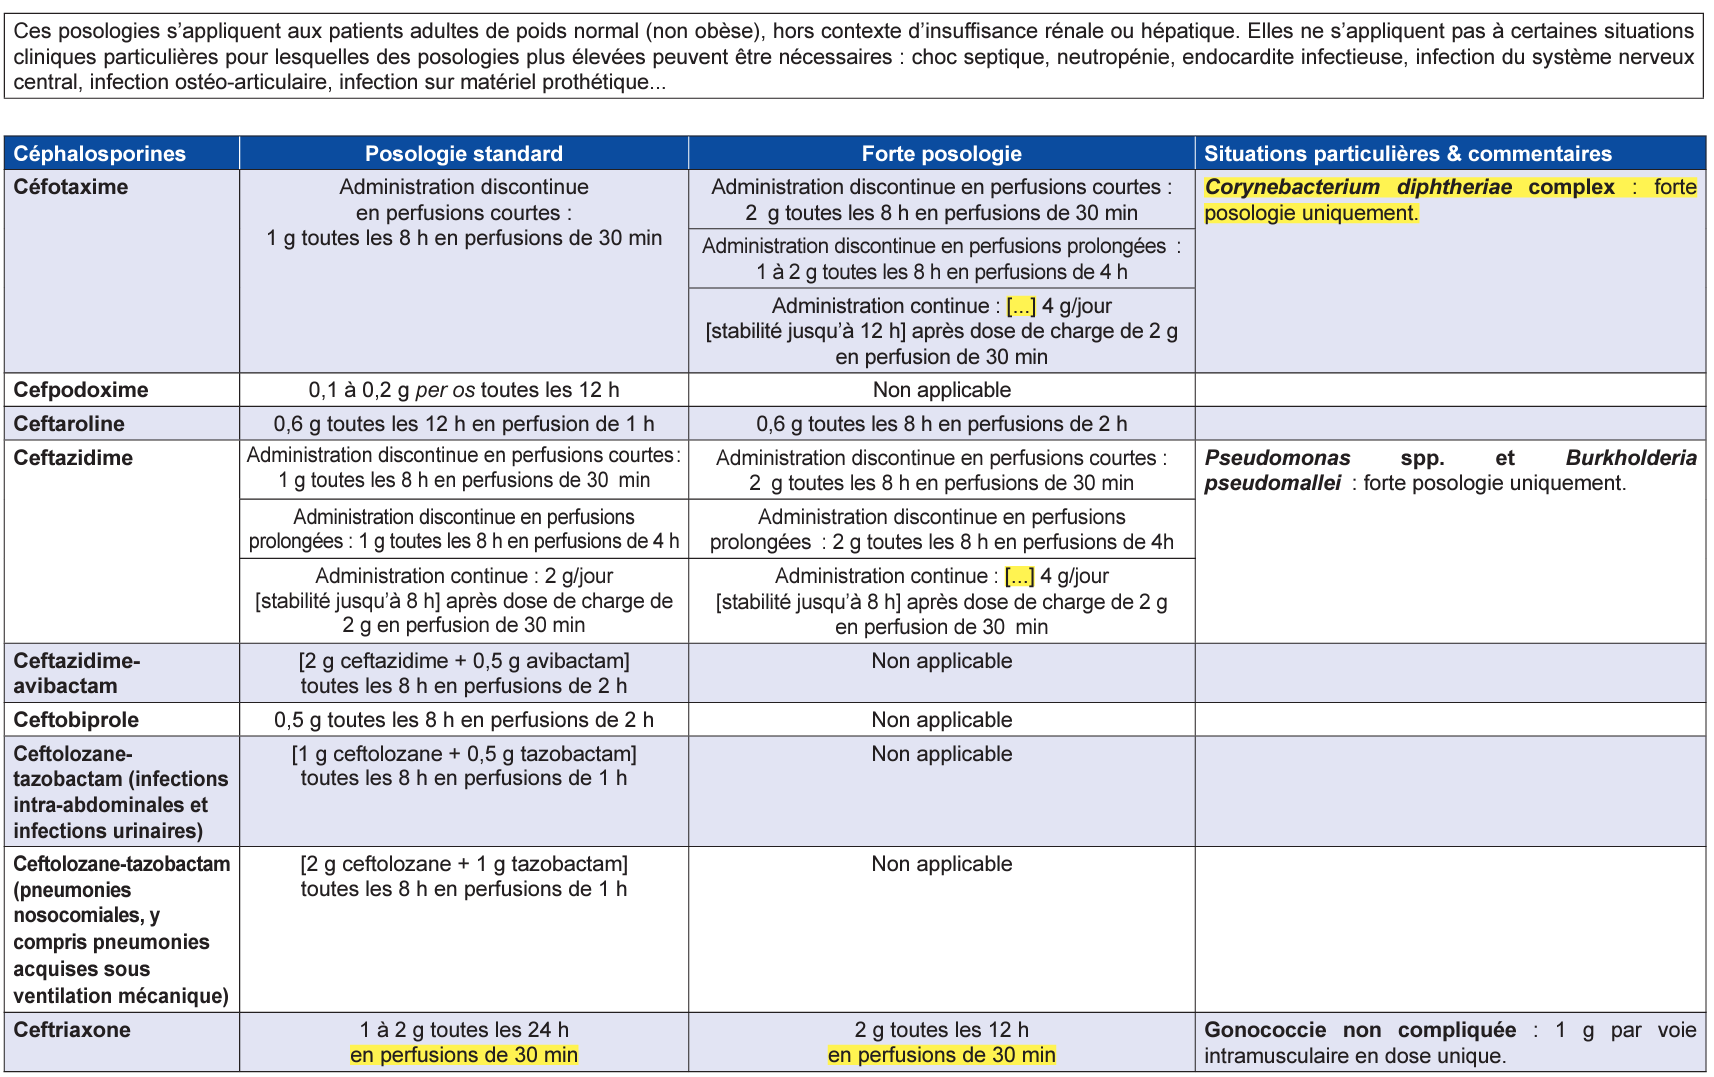 Ces posologies s’appliquent aux patients adultes de poids normal (non obèse), hors contexte d’insuffisance rénale ou hépatique. Elles ne s’appliquent pas à certaines situations
cliniques particulières pour lesquelles des posologies plus élevées peuvent être nécessaires : choc septique, neutropénie, endocardite infectieuse, infection du système nerveux
central, infection ostéo-articulaire, infection sur matériel prothétique...
Céphalosporines
Posologie standard
Forte posologie
Situations particulières & commentaires
Céfotaxime
Administration discontinue
en perfusions courtes :
1 g toutes les 8 h en perfusions de 30 min
Administration discontinue en perfusions courtes :
2 g toutes les 8 h en perfusions de 30 min
Administration discontinue en perfusions prolongées :
1 à 2 g toutes les 8 h en perfusions de 4 h
Administration continue : [...] 4 g/jour
[stabilité jusqu’à 12 h] après dose de charge de 2 g
en perfusion de 30 min
Corynebacterium diphtheriae complex : forte
posologie uniquement.
Cefpodoxime
0,1 à 0,2 g per os toutes les 12 h
Non applicable
Ceftaroline
0,6 g toutes les 12 h en perfusion de 1 h
0,6 g toutes les 8 h en perfusions de 2 h
Ceftazidime
Administration discontinue en perfusions courtes :
1 g toutes les 8 h en perfusions de 30 min
Administration discontinue en perfusions
prolongées : 1 g toutes les 8 h en perfusions de 4 h
Administration continue : 2 g/jour
[stabilité jusqu’à 8 h] après dose de charge de
2 g en perfusion de 30 min
Administration discontinue en perfusions courtes :
2 g toutes les 8 h en perfusions de 30 min
Administration discontinue en perfusions
prolongées : 2 g toutes les 8 h en perfusions de 4h
Administration continue : [...] 4 g/jour
[stabilité jusqu’à 8 h] après dose de charge de 2 g
en perfusion de 30 min
Pseudomonas spp. et Burkholderia
pseudomallei : forte posologie uniquement.
Ceftazidime-
avibactam
[2 g ceftazidime + 0,5 g avibactam]
toutes les 8 h en perfusions de 2 h
Non applicable
Ceftobiprole
0,5 g toutes les 8 h en perfusions de 2 h
Non applicable
Ceftolozane-
tazobactam (infections
intra-abdominales et
infections urinaires)
[1 g ceftolozane + 0,5 g tazobactam]
toutes les 8 h en perfusions de 1 h
Non applicable
Ceftolozane-tazobactam
(pneumonies
nosocomiales, y
compris pneumonies
acquises sous
ventilation mécanique)
[2 g ceftolozane + 1 g tazobactam]
toutes les 8 h en perfusions de 1 h
Non applicable
Ceftriaxone
1 à 2 g toutes les 24 h
en perfusions de 30 min
2 g toutes les 12 h
en perfusions de 30 min
Gonococcie non compliquée : 1 g par voie
intramusculaire en dose unique.